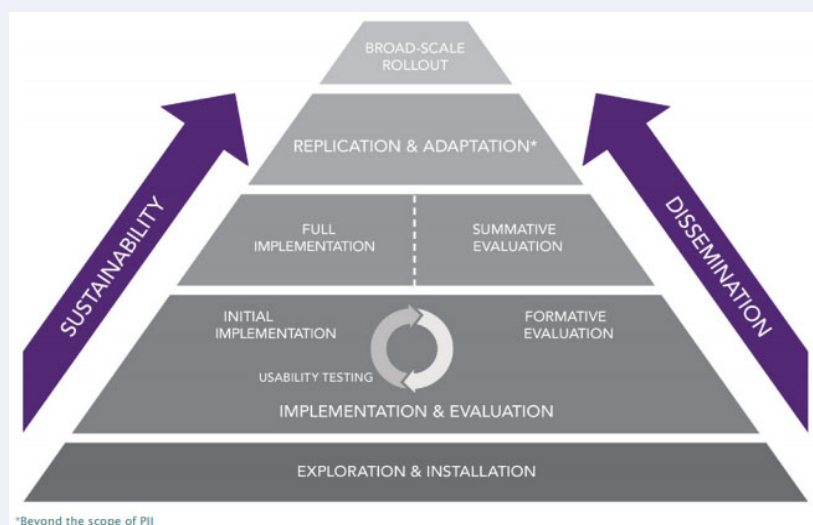 BROAD-SCALE
ROLLOUT
REPLICATION & ADAPTATION*
SUSTAINABILITY
DISSEMINATION
FULL
IMPLEMENTATION
SUMMATIVE
EVALUATION
INITIAL
IMPLEMENTATION
FORMATIVE
EVALUATION
USABILITY TESTING
IMPLEMENTATION & EVALUATION
EXPLORATION & INSTALLATION
*Beyond the scope of PII